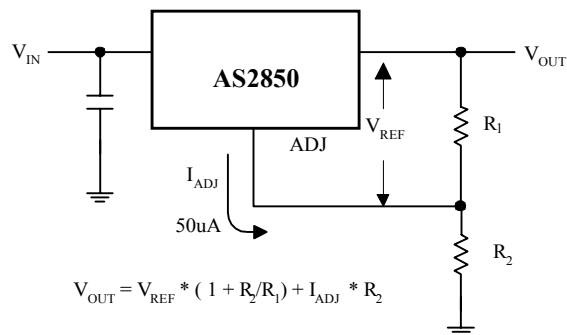 V_IN
AS2850
V_OUT
V_REF
R_1
ADJ
I_ADJ
50uA
R_2
V_OUT = V_REF * ( 1 + R_2/R_1) + I_ADJ * R_2